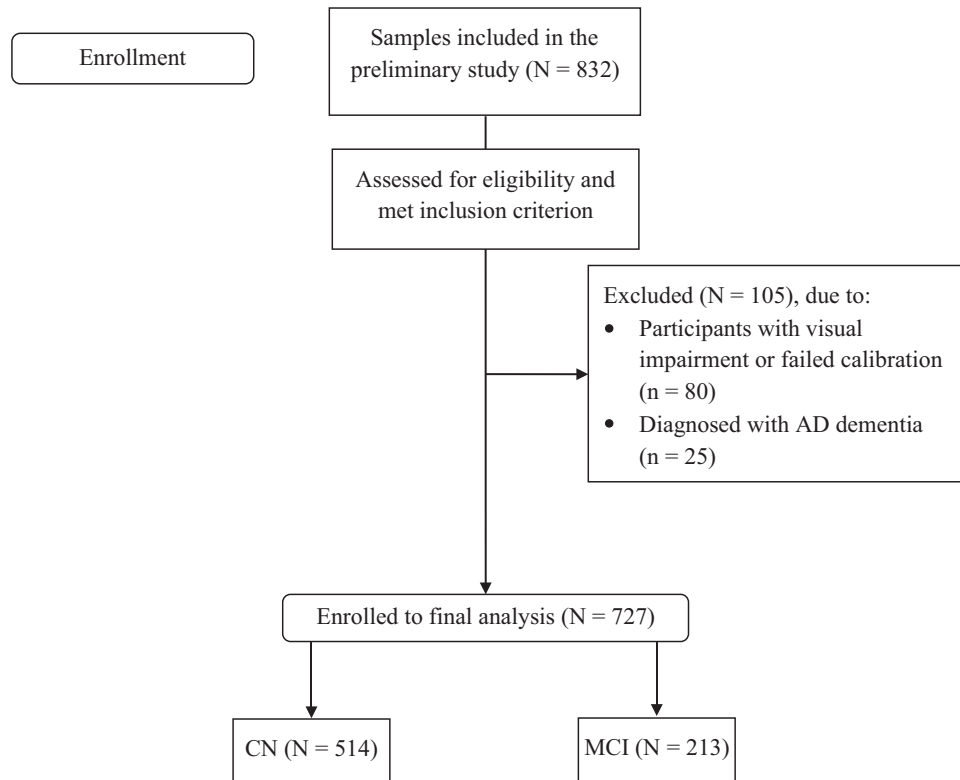 Enrollment
Samples included in the
preliminary study (N = 832)
Assessed for eligibility and
met inclusion criterion
Excluded (N = 105), due to:
• Participants with visual
impairment or failed calibration
(n = 80)
• Diagnosed with AD dementia
(n = 25)
Enrolled to final analysis (N = 727)
CN (N = 514)
MCI (N = 213)